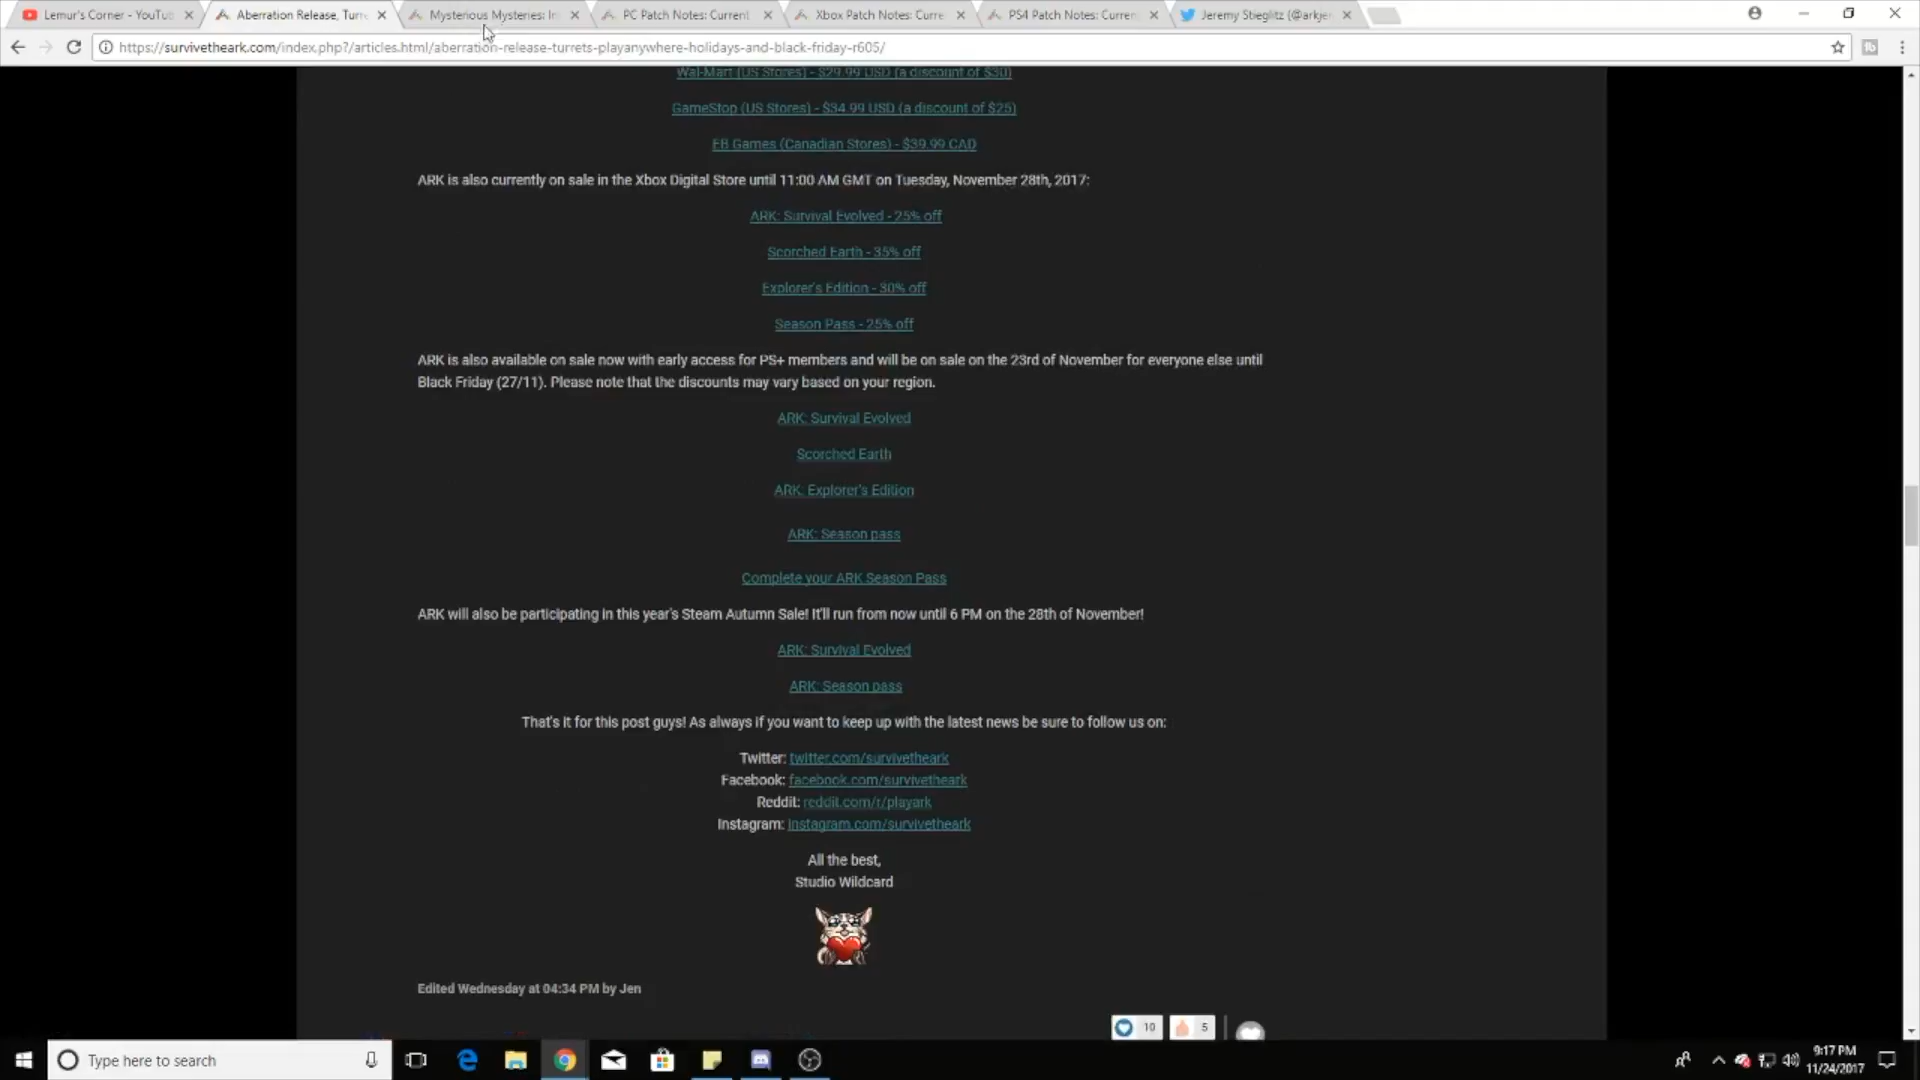 Lemur's Corner - YouTu
Aberration Release, Turre
Mysterious Mysteries: In
PC Patch Notes: Current
Xbox Patch Notes: Curre
PS4 Patch Notes: Curren
Jeremy Stieglitz (@arkjer
https://survivetheark.com/index.php?/articles.html/aberration-release-turrets-playanywhere-holidays-and-black-friday-r605/
Wal-Mart (US Stores) - $29.99 USD (a discount of $30)
GameStop (US Stores) - $34.99 USD (a discount of $25)
EB Games (Canadian Stores) - $39.99 CAD
ARK is also currently on sale in the Xbox Digital Store until 11:00 AM GMT on Tuesday, November 28th, 2017:
ARK: Survival Evolved - 25% off
Scorched Earth - 35% off
Explorer's Edition - 30% off
Season Pass - 25% off
ARK is also available on sale now with early access for PS+ members and will be on sale on the 23rd of November for everyone else until
Black Friday (27/11). Please note that the discounts may vary based on your region.
ARK: Survival Evolved
Scorched Earth
ARK: Explorer's Edition
ARK: Season pass
Complete your ARK Season Pass
ARK will also be participating in this year's Steam Autumn Sale! It'll run from now until 6 PM on the 28th of November!
ARK: Survival Evolved
ARK: Season pass
That's it for this post guys! As always if you want to keep up with the latest news be sure to follow us on:
Twitter: twitter.com/survivetheark
Facebook: facebook.com/survivetheark
Reddit: reddit.com/r/playark
Instagram: instagram.com/survivetheark
All the best,
Studio Wildcard
Edited Wednesday at 04:34 PM by Jen
10
5
Type here to search
9:17 PM
11/24/2017